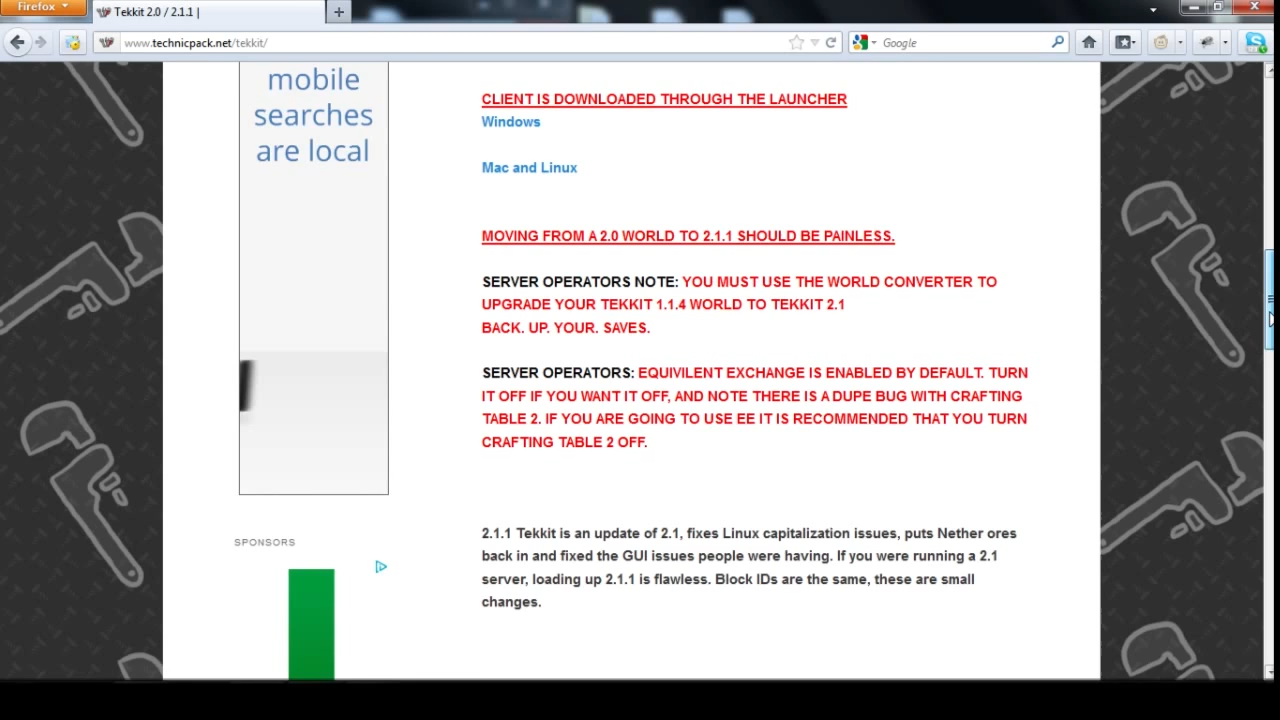 Firefox
Tekkit 2.0 / 2.1.1 |
www.technicpack.net/tekkit/
Google
mobile
searches
are local
SPONSORS
CLIENT IS DOWNLOADED THROUGH THE LAUNCHER
Windows
Mac and Linux
MOVING FROM A 2.0 WORLD TO 2.1.1 SHOULD BE PAINLESS.
SERVER OPERATORS NOTE: YOU MUST USE THE WORLD CONVERTER TO
UPGRADE YOUR TEKKIT 1.1.4 WORLD TO TEKKIT 2.1
BACK. UP. YOUR. SAVES.
SERVER OPERATORS: EQUIVILENT EXCHANGE IS ENABLED BY DEFAULT. TURN
IT OFF IF YOU WANT IT OFF, AND NOTE THERE IS A DUPE BUG WITH CRAFTING
TABLE 2. IF YOU ARE GOING TO USE EE IT IS RECOMMENDED THAT YOU TURN
CRAFTING TABLE 2 OFF.
2.1.1 Tekkit is an update of 2.1, fixes Linux capitalization issues, puts Nether ores
back in and fixed the GUI issues people were having. If you were running a 2.1
server, loading up 2.1.1 is flawless. Block IDs are the same, these are small
changes.